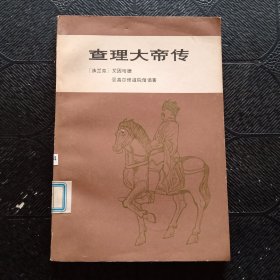 查理大帝传
〔法兰克〕艾因哈德
圣高尔修道院僧侣著